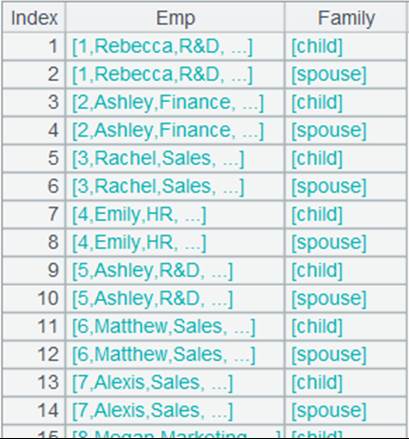 Index Emp Family
1 [1,Rebecca,R&D, ...] [child]
2 [1,Rebecca,R&D, ...] [spouse]
3 [2,Ashley,Finance, ...] [child]
4 [2,Ashley,Finance, ...] [spouse]
5 [3,Rachel,Sales, ...] [child]
6 [3,Rachel,Sales, ...] [spouse]
7 [4,Emily,HR, ...] [child]
8 [4,Emily,HR, ...] [spouse]
9 [5,Ashley,R&D, ...] [child]
10 [5,Ashley,R&D, ...] [spouse]
11 [6,Matthew,Sales, ...] [child]
12 [6,Matthew,Sales, ...] [spouse]
13 [7,Alexis,Sales, ...] [child]
14 [7,Alexis,Sales, ...] [spouse]
15 [8,Megan,Marketing, ...] [child]